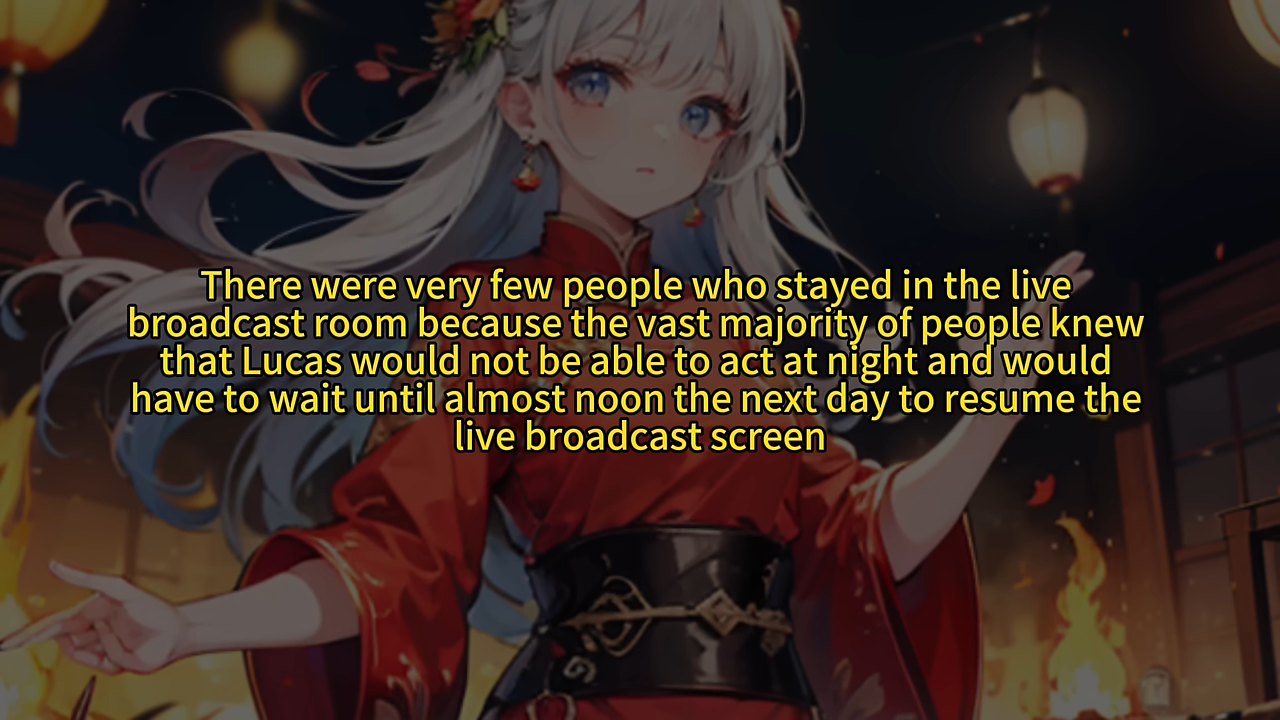 There were very few people who stayed in the live
broadcast room because the vast majority of people knew
that Lucas would not be able to act at night and would
have to wait until almost noon the next day to resume the
live broadcast screen